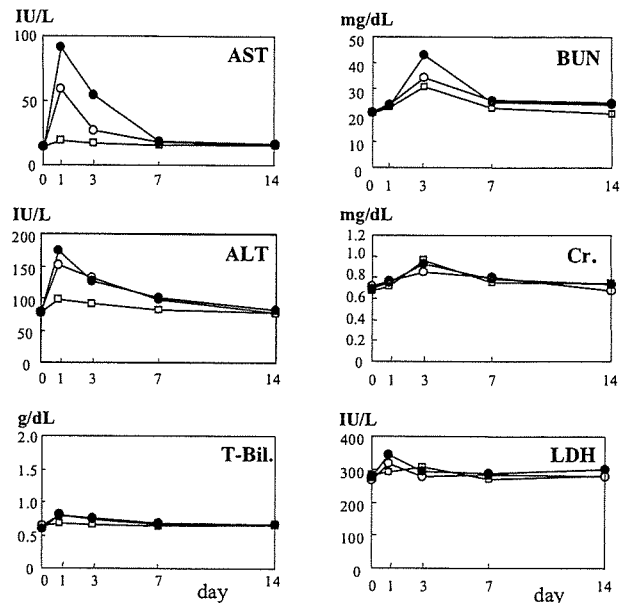 IU/L
AST
100
50
0
0 1 3 7 14
mg/dL
BUN
50
40
30
20
10
0
0 1 3 7 14
IU/L
ALT
200
150
100
50
0
0 1 3 7 14
mg/dL
Cr.
1.2
1.0
0.8
0.6
0.4
0.2
0
0 1 3 7 14
g/dL
T-Bil.
2.0
1.5
1.0
0.5
0
0 1 3 7 day 14
IU/L
LDH
400
300
200
100
0
0 1 3 7 day 14